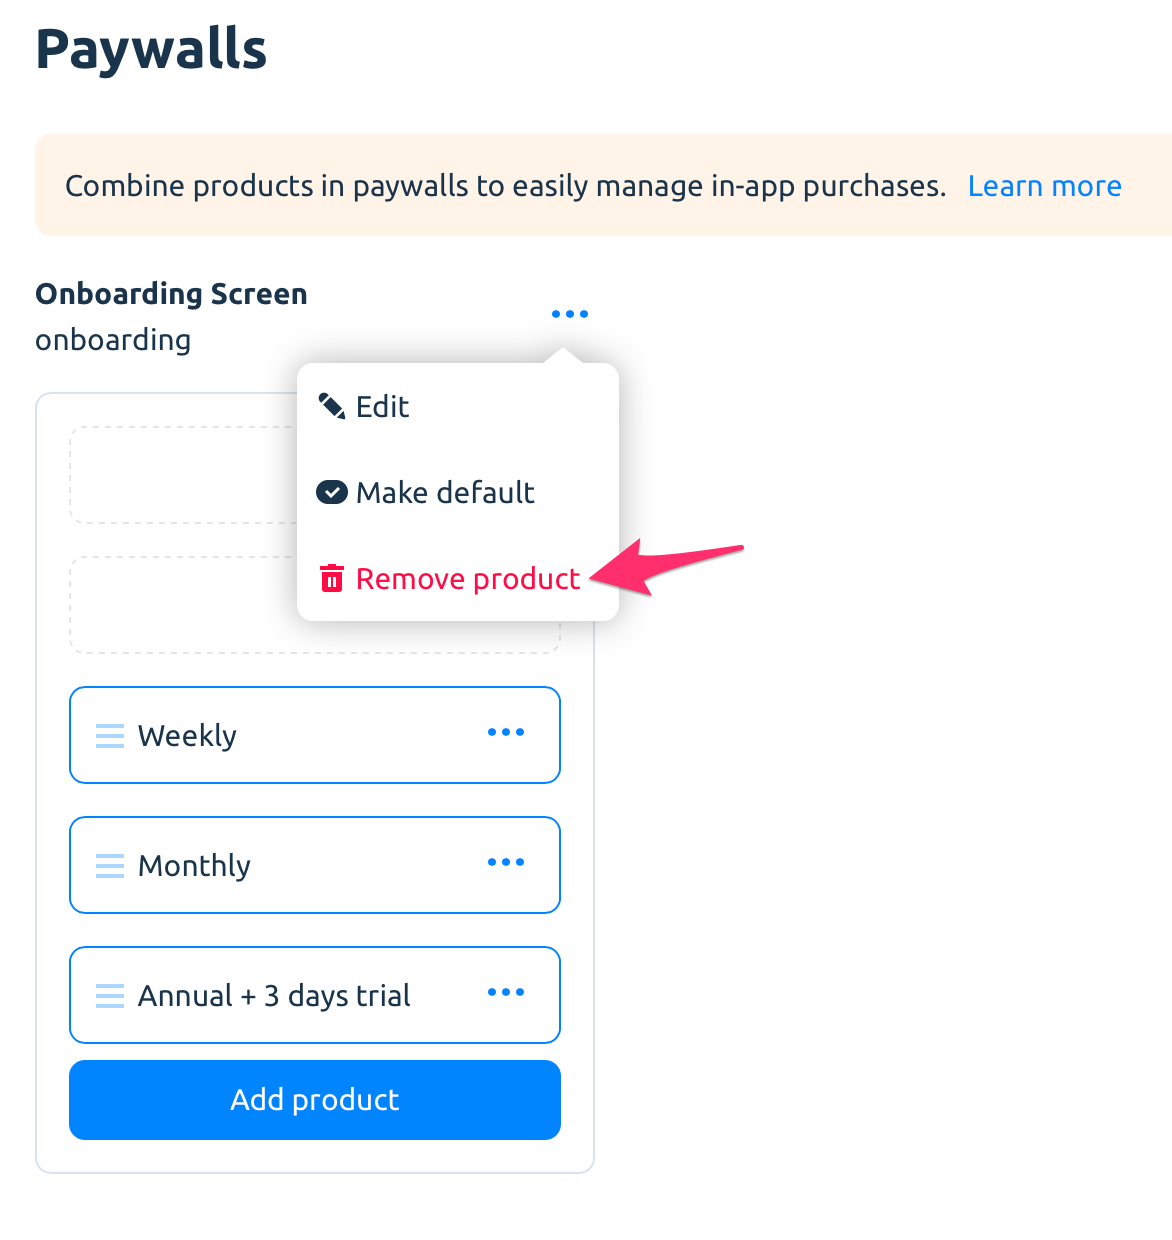 Paywalls
Combine products in paywalls to easily manage in-app purchases. Learn more
Onboarding Screen
onboarding
Edit
Make default
Remove product
Weekly
Monthly
Annual + 3 days trial
Add product